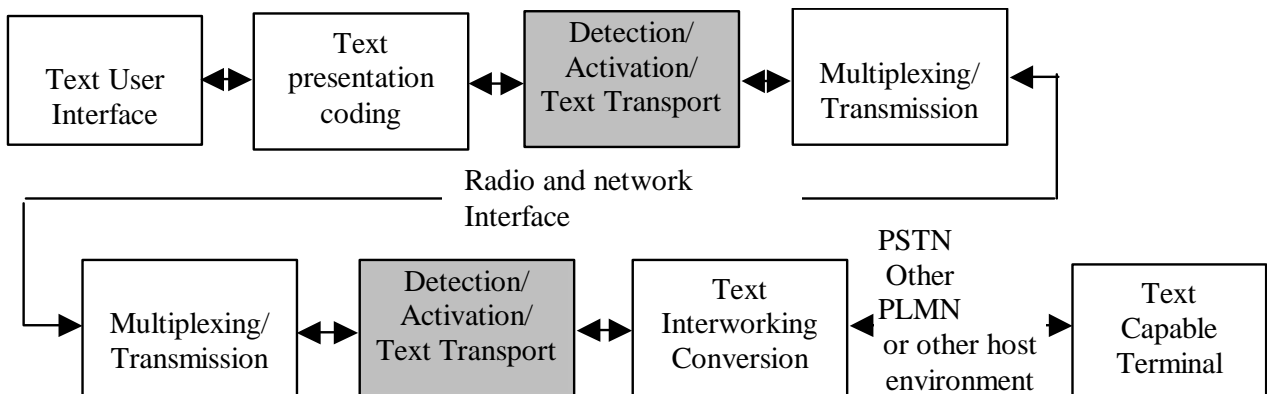 Text User
Interface
Text
presentation
coding
Detection/
Activation/
Text Transport
Multiplexing/
Transmission
Radio and network
Interface
Multiplexing/
Transmission
Detection/
Activation/
Text Transport
Text
Interworking
Conversion
PSTN
Other
PLMN
or other host
environment
Text
Capable
Terminal